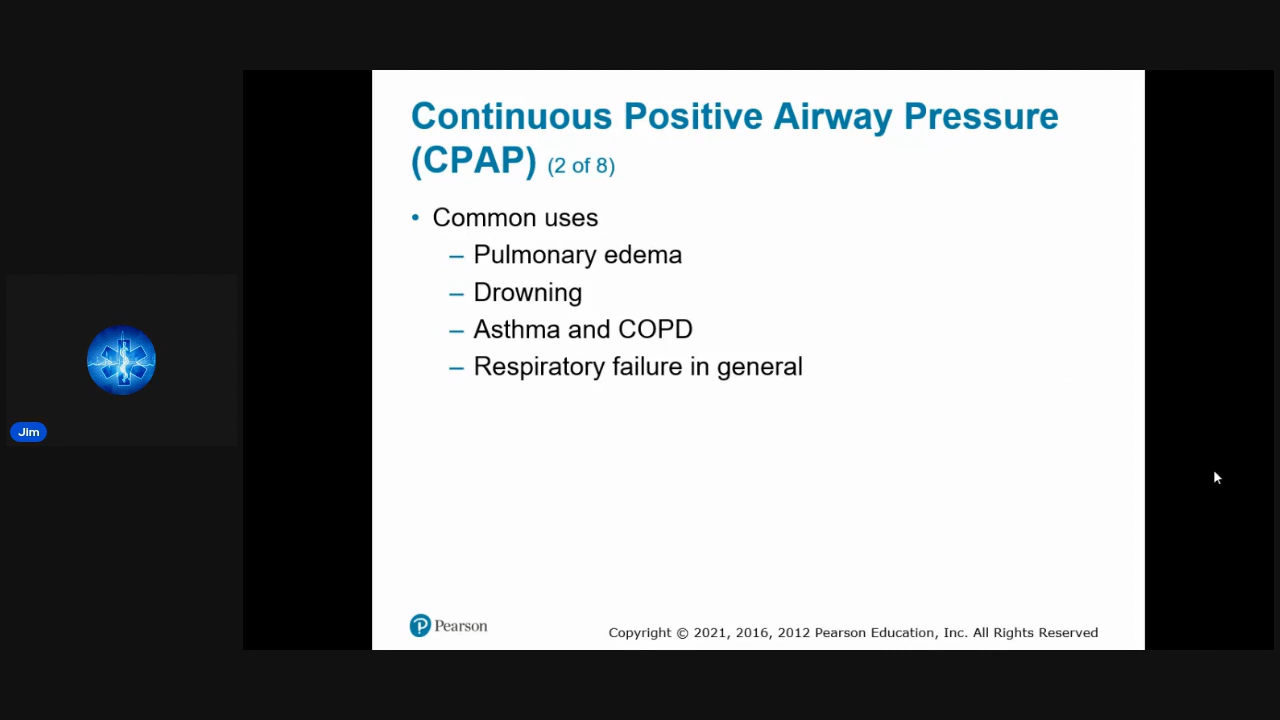 Continuous Positive Airway Pressure
(CPAP) (2 of 8)
• Common uses
– Pulmonary edema
– Drowning
– Asthma and COPD
– Respiratory failure in general
Jim
P Pearson
Copyright © 2021, 2016, 2012 Pearson Education, Inc. All Rights Reserved